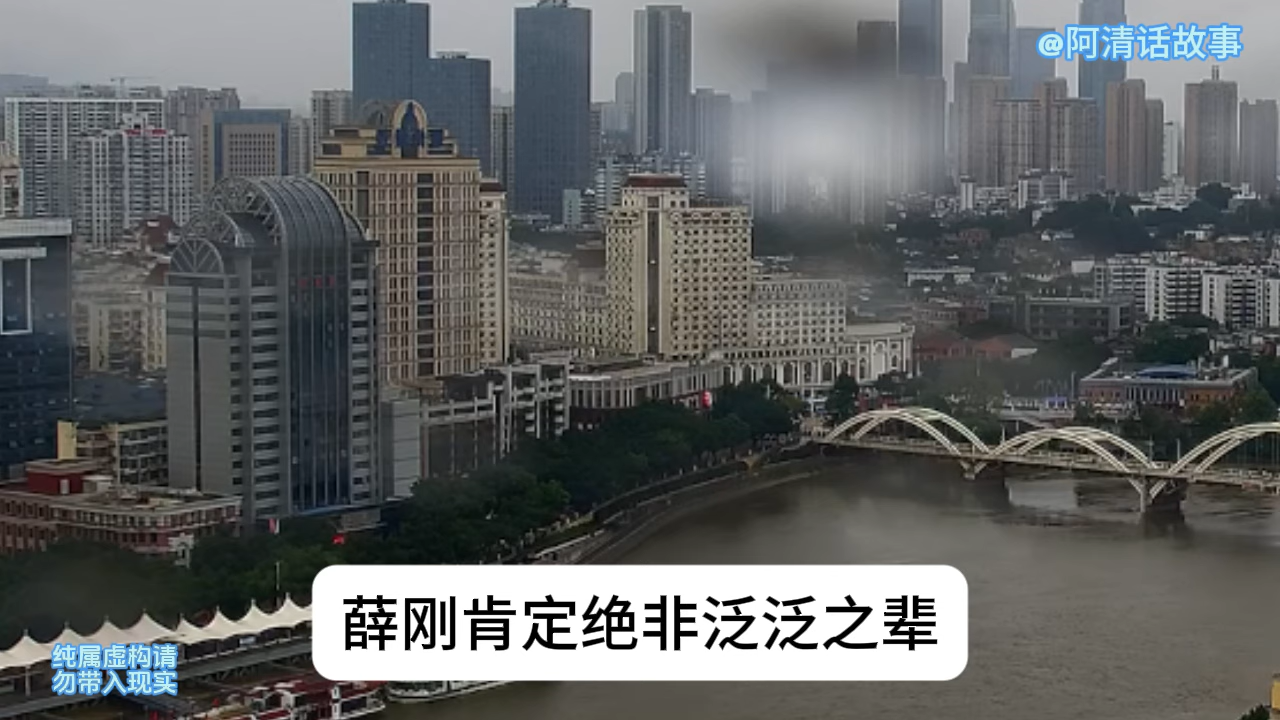 @阿清话故事
薛刚肯定绝非泛泛之辈
纯属虚构请
勿带入现实